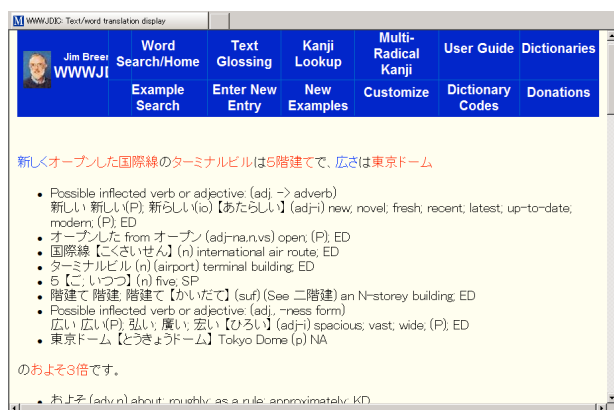 WWWJDIC: Text/word translation display
Jim Breen
WWWJDI
Word Search/Home
Text Glossing
Kanji Lookup
Multi-Radical Kanji
User Guide
Dictionaries
Example Search
Enter New Entry
New Examples
Customize
Dictionary Codes
Donations
新しくオープンした国際線のターミナルビルは5階建てで、広さは東京ドーム
Possible inflected verb or adjective: (adj. -> adverb)
新しい 新しい(P); 新らしい(io) 【あたらしい】 (adj-i) new; novel; fresh; recent; latest; up-to-date;
modern; (P); ED
オープンした from オープン (adj-na,n,vs) open; (P); ED
国際線 【こくさいせん】 (n) international air route; ED
ターミナルビル (n) (airport) terminal building; ED
5 【ご; いつつ】 (n) five; SP
階建て 階建; 階建て 【かいだて】 (suf) (See 二階建) an N-storey building; ED
Possible inflected verb or adjective: (adj., -ness form)
広い 広い(P); 弘い; 廣い; 宏い 【ひろい】 (adj-i) spacious; vast; wide; (P); ED
東京ドーム 【とうきょうドーム】 Tokyo Dome (p) NA
のおよそ3倍です。
およそ (adv,n) about; roughly; as a rule; approximately; KD